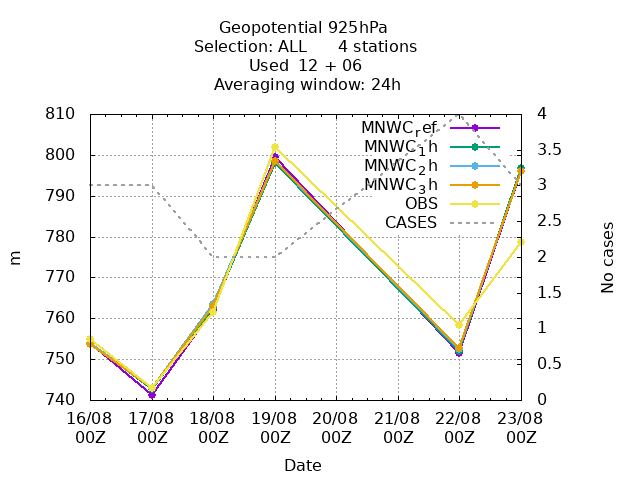 Geopotential 925hPa
Selection: ALL 4 stations
Used 12 + 06
Averaging window: 24h
810
800
790
780
770
760
750
740
m
4
3.5
3
2.5
2
1.5
1
0.5
0
No cases
MNWCref
MNWC1h
MNWC2h
MNWC3h
OBS
CASES
16/08 17/08 18/08 19/08 20/08 21/08 22/08 23/08
00Z 00Z 00Z 00Z 00Z 00Z 00Z 00Z
Date